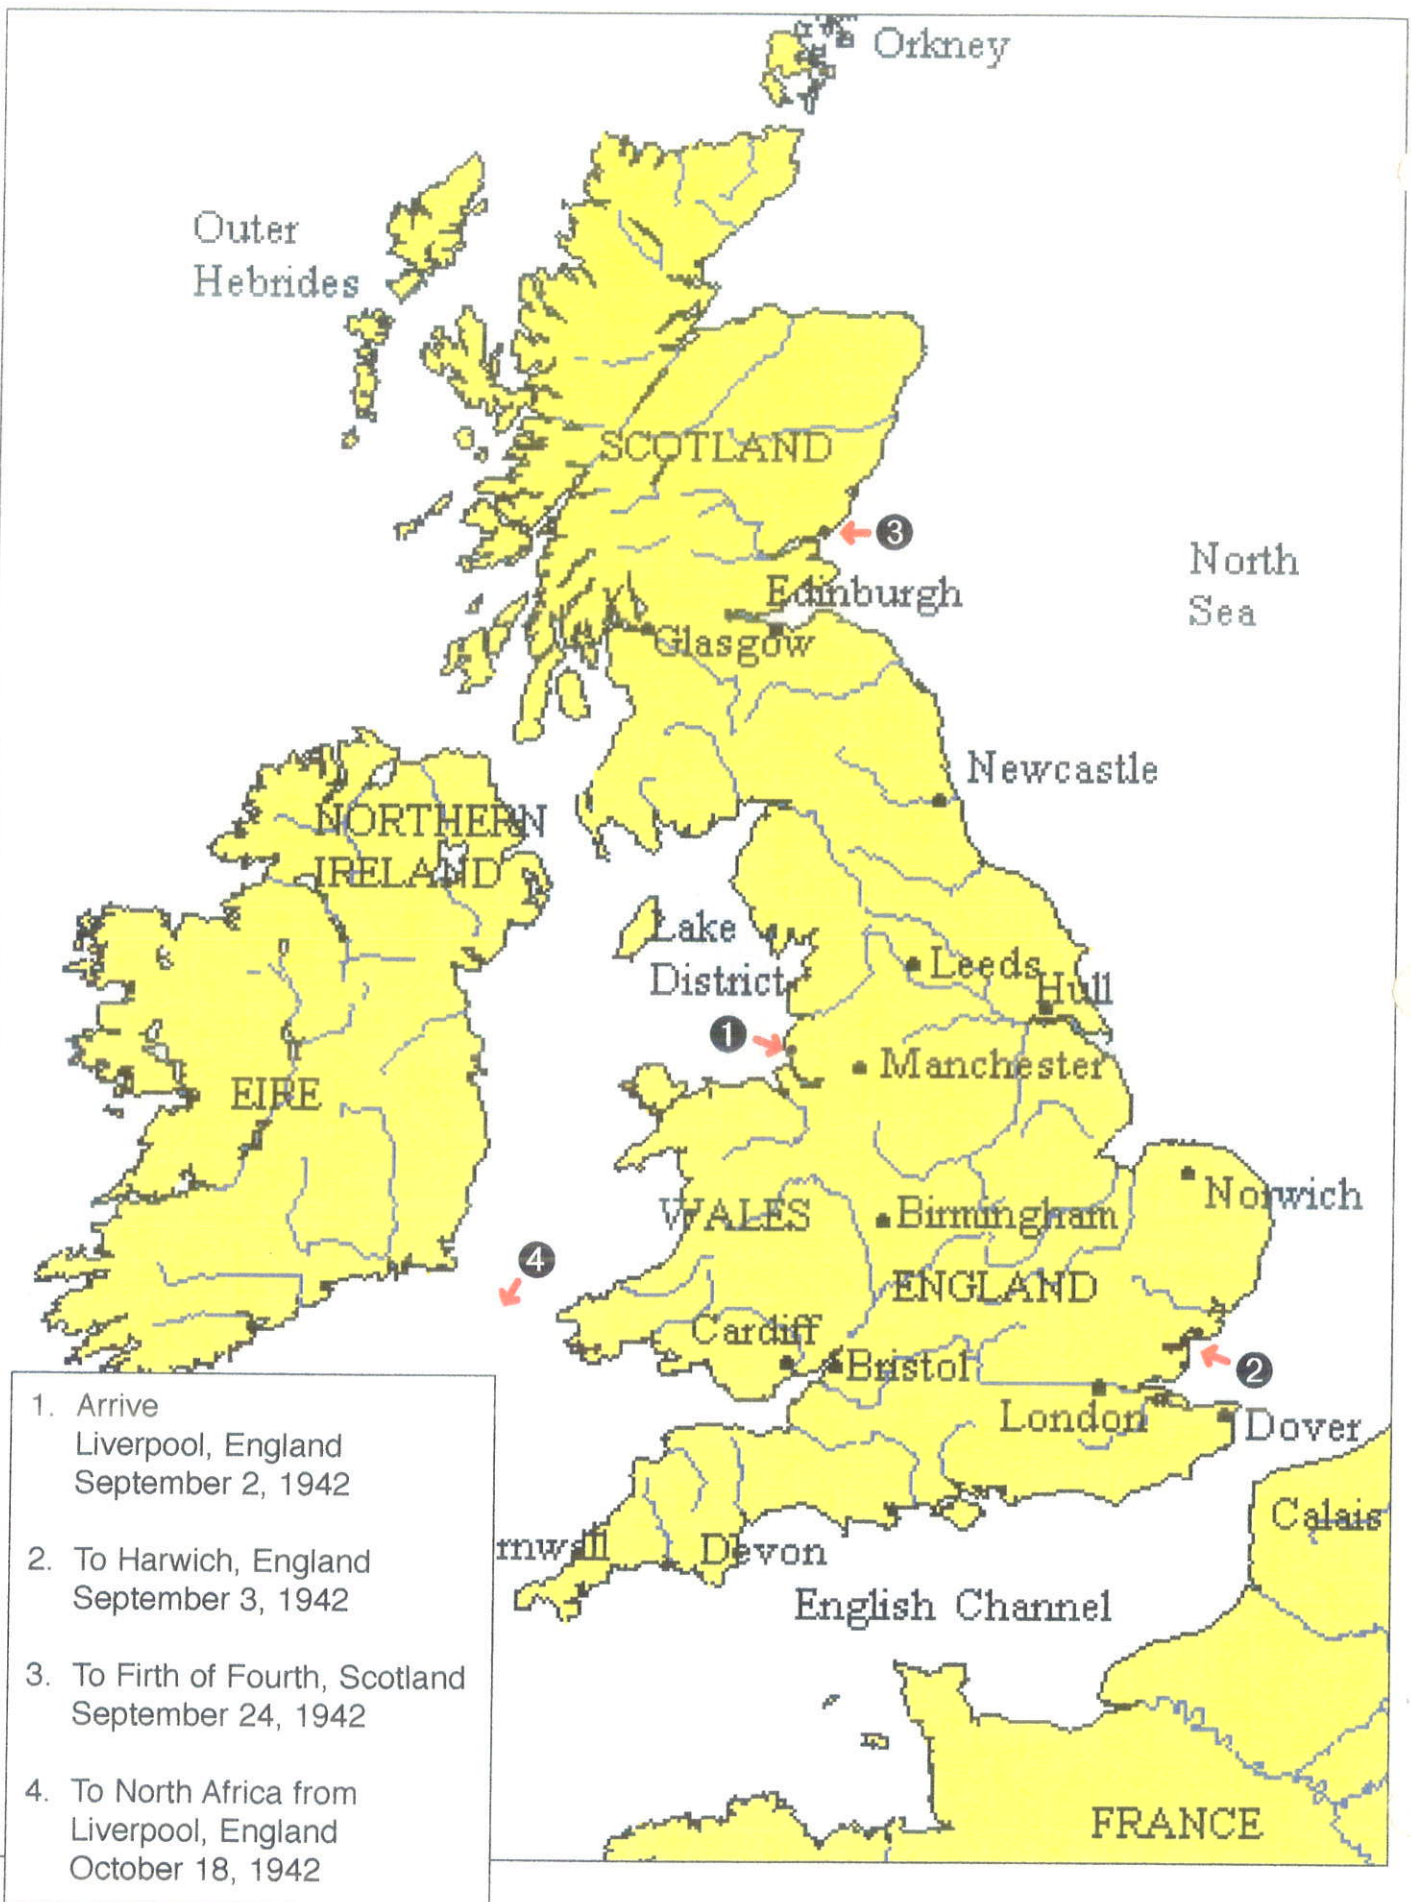 Orkney
Outer
Hebrides
SCOTLAND
3
North
Sea
Edinburgh
Glasgow
Newcastle
NORTHERN
IRELAND
Lake
District
Leeds
Hull
1
Manchester
EIRE
Norwich
WALES
Birmingham
4
ENGLAND
Cardiff
Bristol
2
London
Dover
Calais
rnwall
Devon
English Channel
FRANCE
1. Arrive
Liverpool, England
September 2, 1942
2. To Harwich, England
September 3, 1942
3. To Firth of Fourth, Scotland
September 24, 1942
4. To North Africa from
Liverpool, England
October 18, 1942